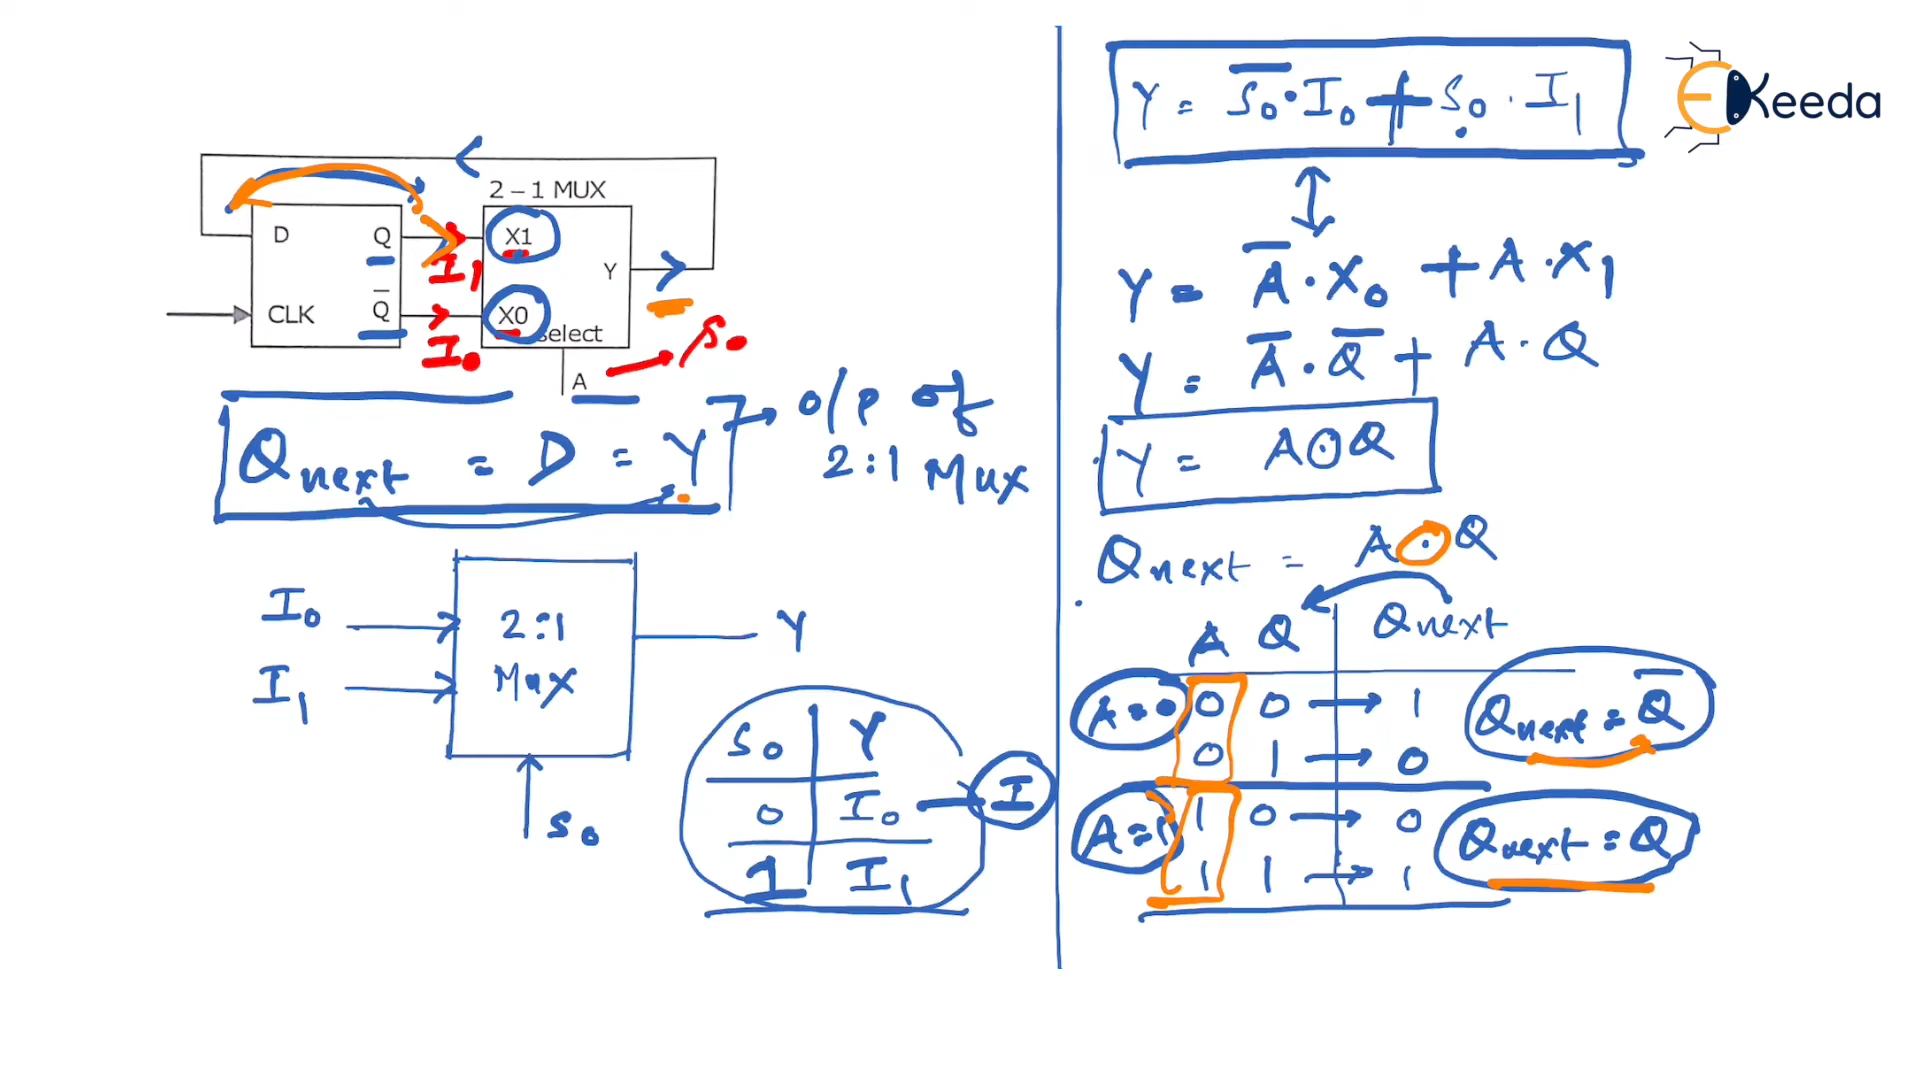 EKeeda
2 – 1 MUX
D Q X1
I1 Y
CLK Q̅ X0
select
I0 S0
A
Qnext = D = Y → O/P of
2:1 Mux
I0 2:1 Y
I1 Mux
S0
S0 Y
0 I0 I
1 I1
Y = S̅0̅ · I0 + S0 · I1
Y = A̅ · X0 + A · X1
Y = A̅ · Q̅ + A · Q
Y = A⊙Q
Qnext = A⊙Q
A Q Qnext
A=0 0 0 → 1 Qnext = Q̅
0 1 → 0
A=1 1 0 → 0 Qnext = Q
1 1 → 1